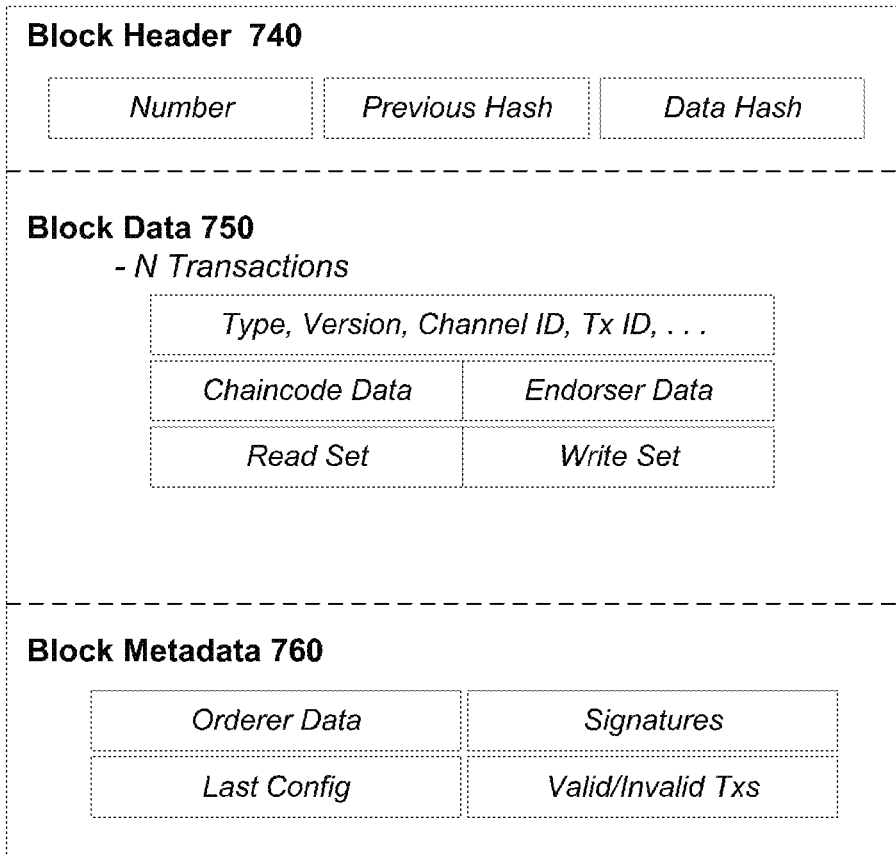 Block Header 740
Number Previous Hash Data Hash
Block Data 750
- N Transactions
Type, Version, Channel ID, Tx ID, . . .
Chaincode Data Endorser Data
Read Set Write Set
Block Metadata 760
Orderer Data Signatures
Last Config Valid/Invalid Txs